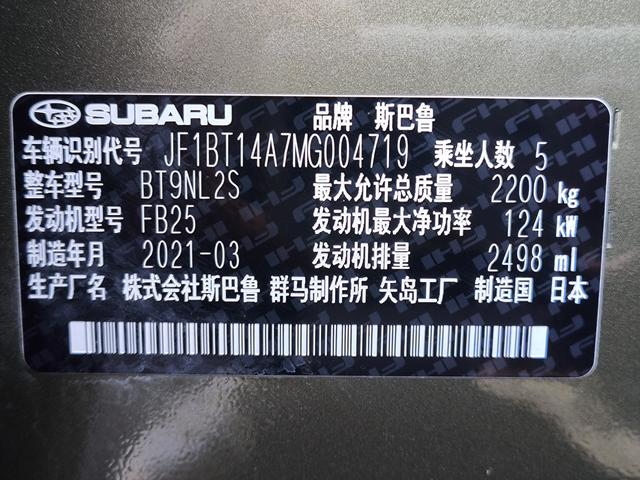 SUBARU 品牌 斯巴鲁
车辆识别代号 JF1BT14A7MG004719 乘坐人数 5
整车型号 BT9NL2S 最大允许总质量 2200 kg
发动机型号 FB25 发动机最大净功率 124 kW
制造年月 2021-03 发动机排量 2498 ml
生产厂名 株式会社斯巴鲁 群马制作所 矢岛工厂 制造国 日本